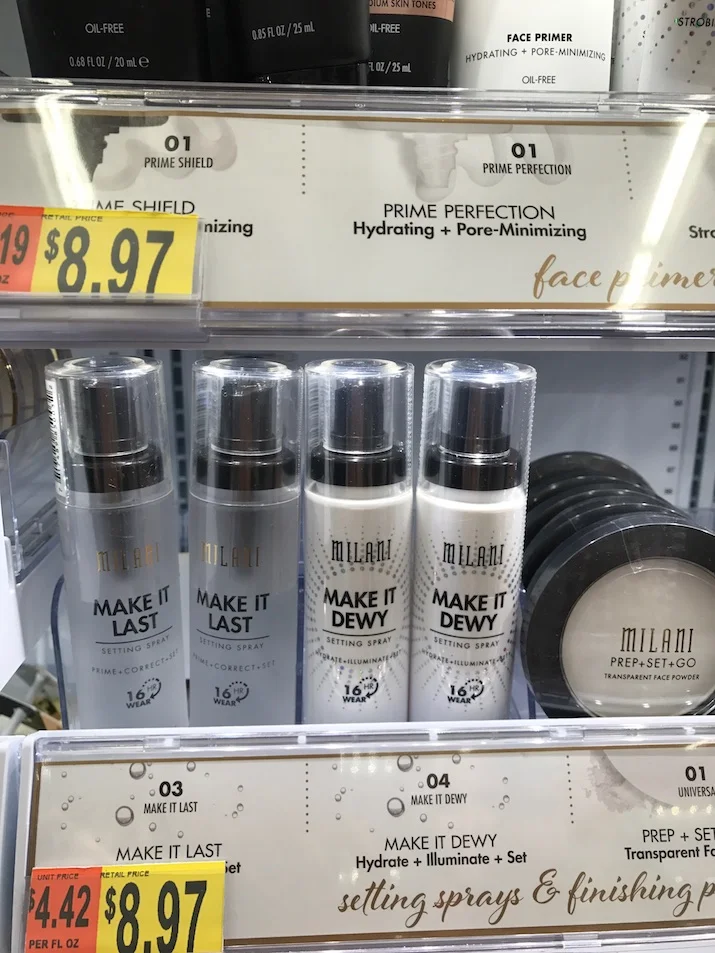 OIL-FREE
0.68 FL OZ / 20 mL e
0.85 FL OZ / 25 mL
SKIN TONES
OIL-FREE
FL OZ / 25 mL
FACE PRIMER
HYDRATING + PORE-MINIMIZING
OIL-FREE
01
PRIME SHIELD
01
PRIME PERFECTION
SHIELD
PRIME PERFECTION
Hydrating + Pore-Minimizing
face primer
19
RETAIL PRICE
$8.97
MILANI
MAKE IT
LAST
SETTING SPRAY
PRIME+CORRECT+SET
16 HR
WEAR
MILANI
MAKE IT
LAST
SETTING SPRAY
PRIME+CORRECT+SET
16 HR
WEAR
MILANI
MAKE IT
DEWY
SETTING SPRAY
HYDRATE+ILLUMINATE+SET
16 HR
WEAR
MILANI
MAKE IT
DEWY
SETTING SPRAY
HYDRATE+ILLUMINATE+SET
16 HR
WEAR
MILANI
PREP+SET+GO
TRANSPARENT FACE POWDER
03
MAKE IT LAST
04
MAKE IT DEWY
01
MAKE IT LAST
Set
MAKE IT DEWY
Hydrate + Illuminate + Set
PREP + SET
Transparent
setting sprays & finishing
UNIT PRICE
$4.42
PER FL OZ
RETAIL PRICE
$8.97